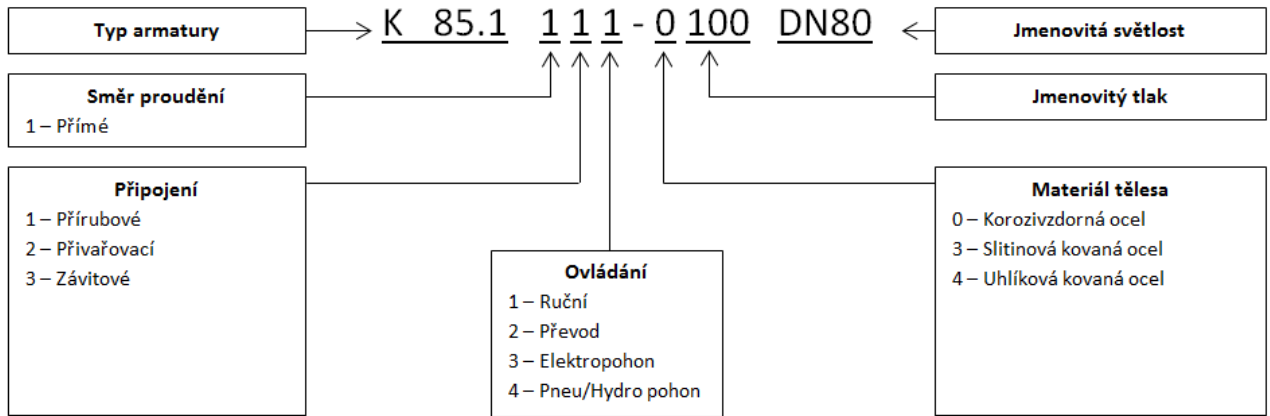 Typ armatury
K 85.1 1 1 1 - 0 100 DN80
Jmenovitá světlost
Směr proudění
1 – Přímé
Jmenovitý tlak
Připojení
1 – Přírubové
2 – Přivařovací
3 – Závitové
Ovládání
1 – Ruční
2 – Převod
3 – Elektropohon
4 – Pneu/Hydro pohon
Materiál tělesa
0 – Korozivzdorná ocel
3 – Slitinová kovaná ocel
4 – Uhlíková kovaná ocel